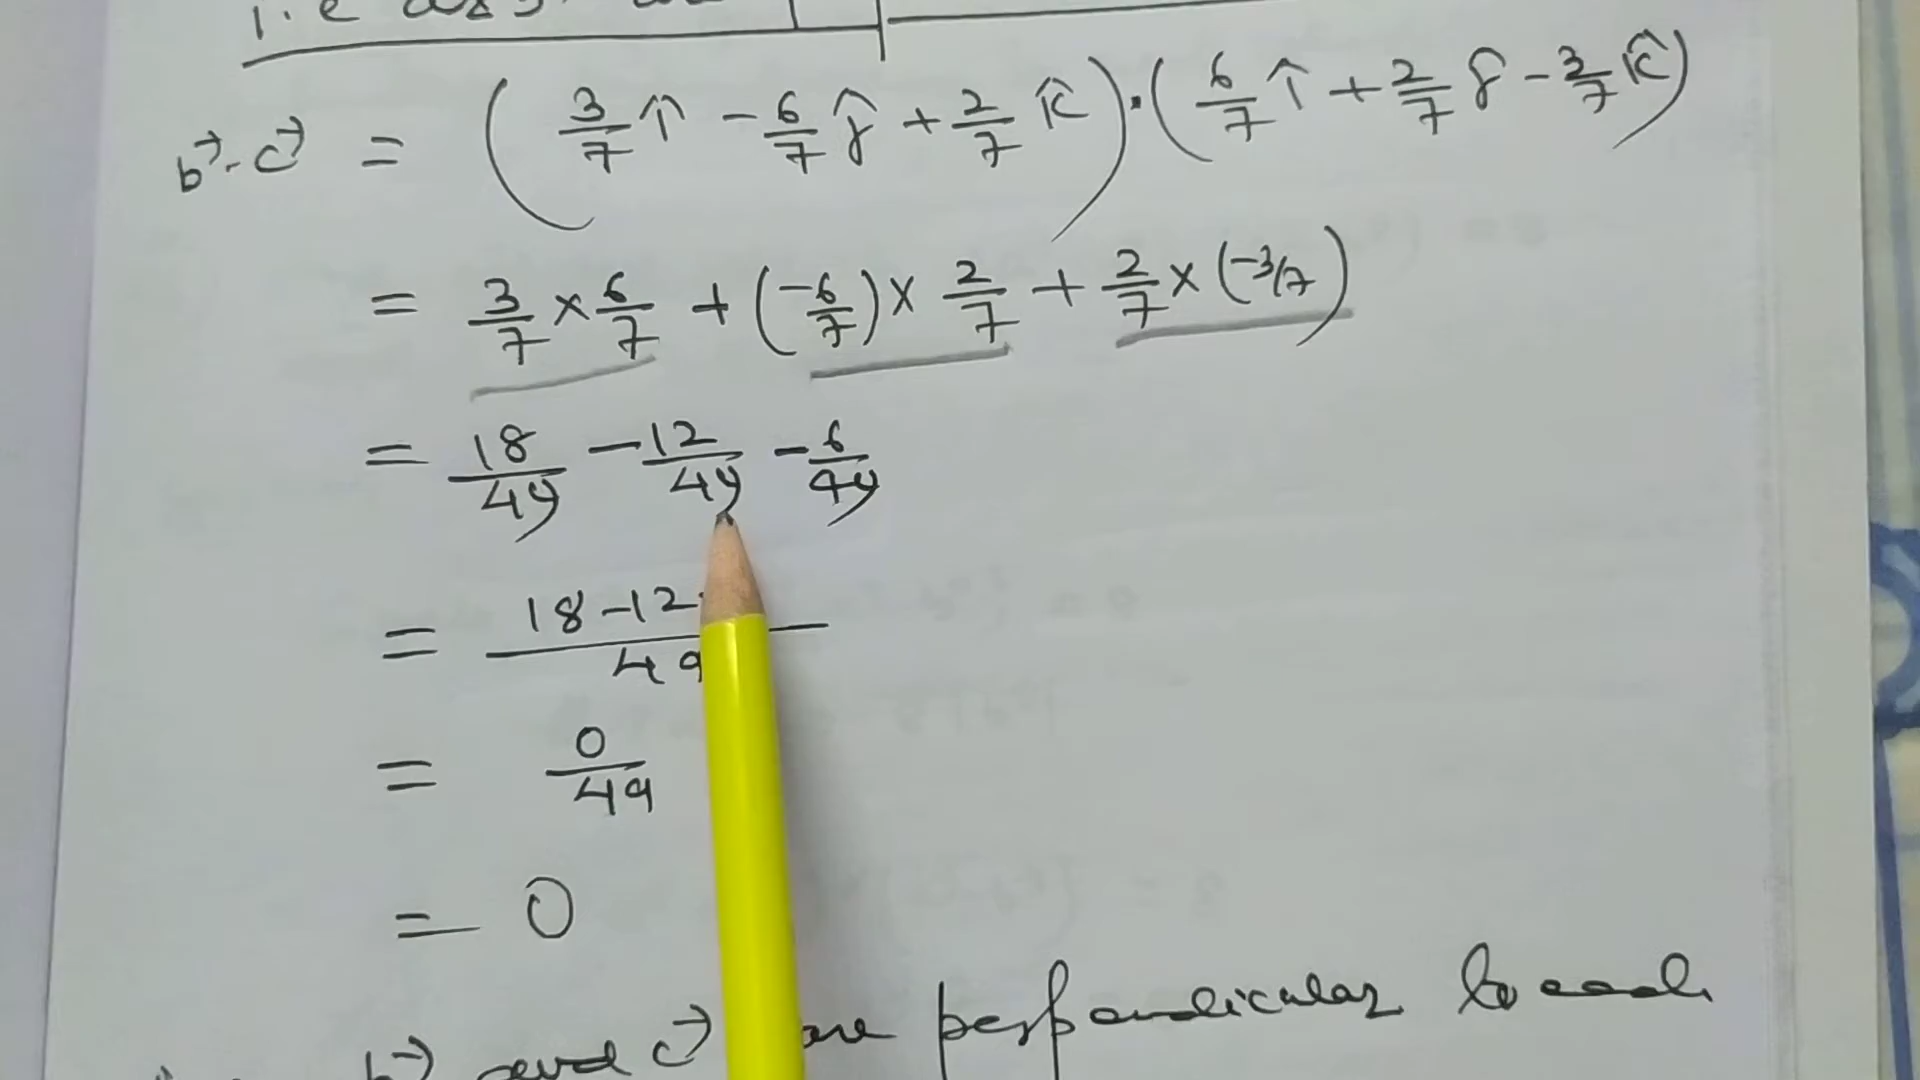 i.e
b⃗ . c⃗ = ( 3/7 î - 6/7 ĵ + 2/7 k̂ ) . ( 6/7 î + 2/7 ĵ - 3/7 k̂ )
= 3/7 × 6/7 + (-6/7) × 2/7 + 2/7 × (-3/7)
= 18/49 - 12/49 - 6/49
= 18-12 / 49
= 0/49
= 0
b⃗ and c⃗ are perpendicular to each